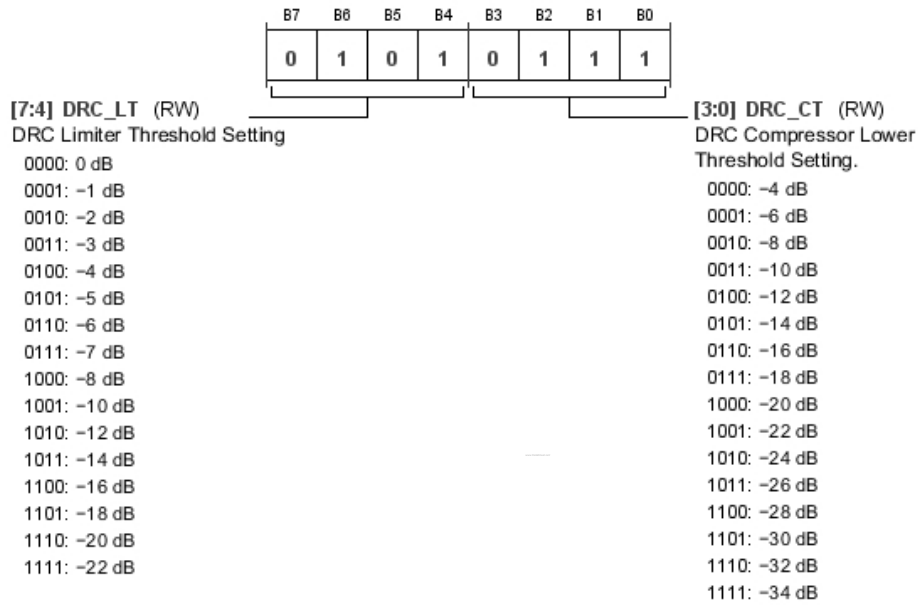 B7 B6 B5 B4 B3 B2 B1 B0
0 1 0 1 0 1 1 1
[7:4] DRC_LT (RW)
DRC Limiter Threshold Setting
0000: 0 dB
0001: −1 dB
0010: −2 dB
0011: −3 dB
0100: −4 dB
0101: −5 dB
0110: −6 dB
0111: −7 dB
1000: −8 dB
1001: −10 dB
1010: −12 dB
1011: −14 dB
1100: −16 dB
1101: −18 dB
1110: −20 dB
1111: −22 dB
[3:0] DRC_CT (RW)
DRC Compressor Lower
Threshold Setting.
0000: −4 dB
0001: −6 dB
0010: −8 dB
0011: −10 dB
0100: −12 dB
0101: −14 dB
0110: −16 dB
0111: −18 dB
1000: −20 dB
1001: −22 dB
1010: −24 dB
1011: −26 dB
1100: −28 dB
1101: −30 dB
1110: −32 dB
1111: −34 dB